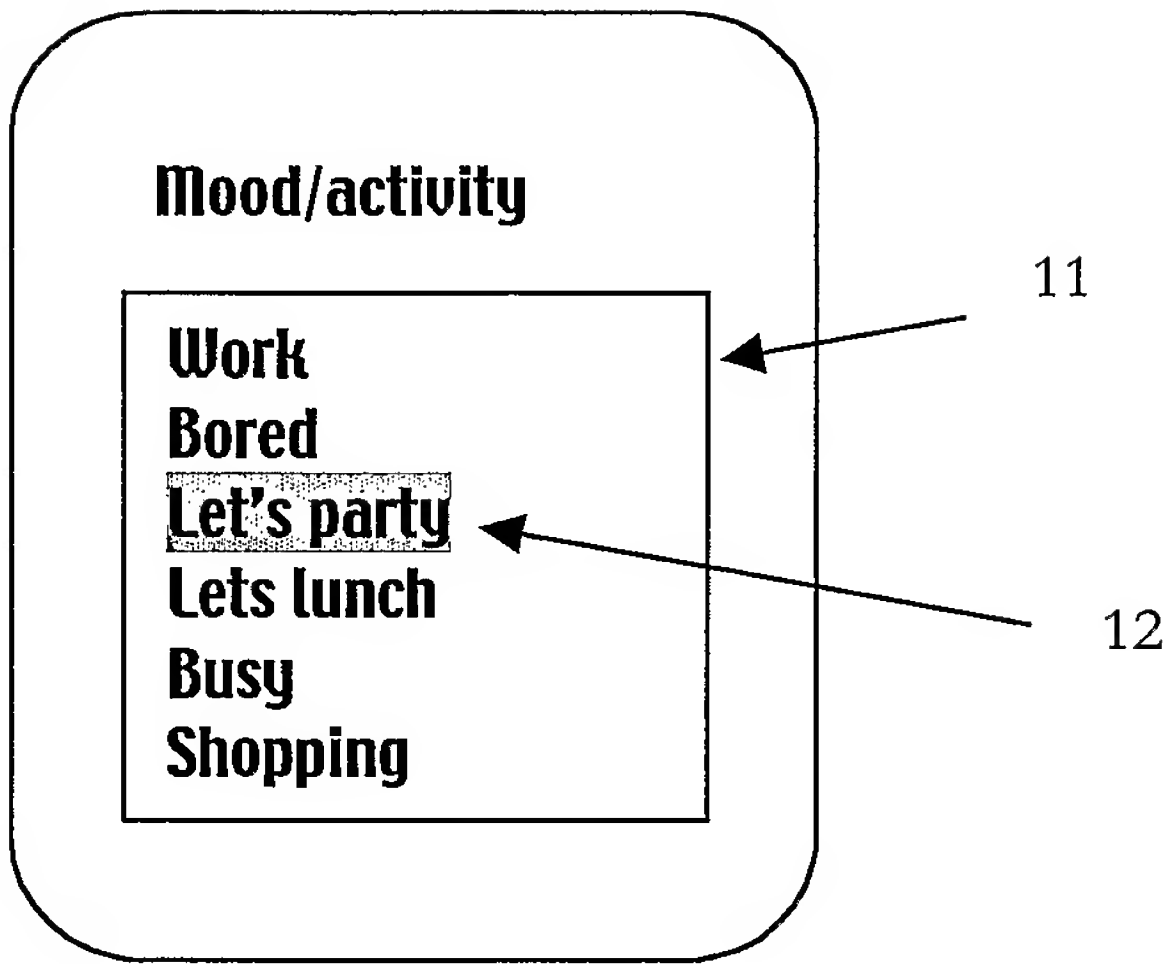 Mood/activity
11
Work
Bored
Let's party
Lets lunch
12
Busy
Shopping